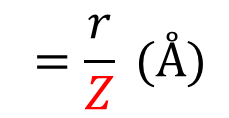 = r/Z (Å)